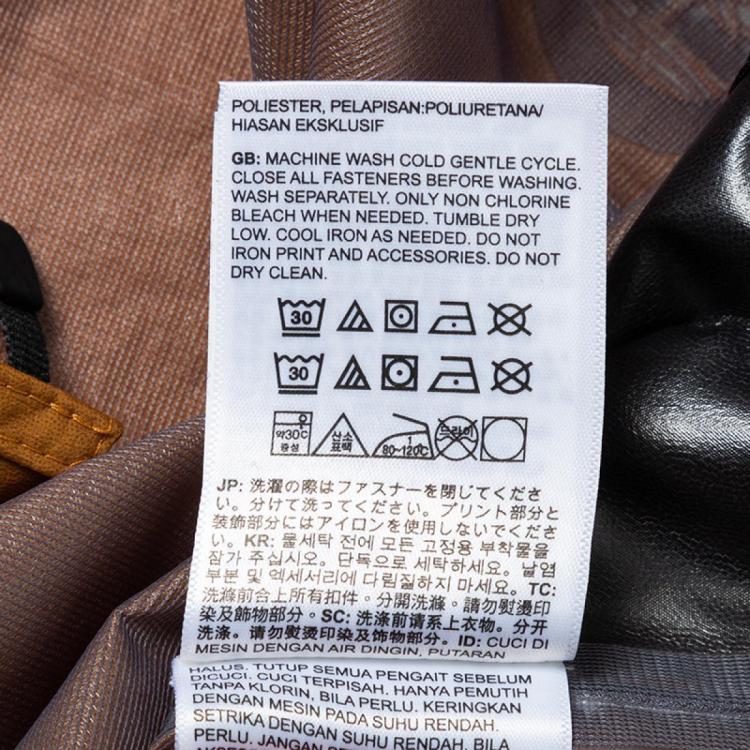 POLIESTER, PELAPISAN:POLIURETANA/
HIASAN EKSKLUSIF
GB: MACHINE WASH COLD GENTLE CYCLE.
CLOSE ALL FASTENERS BEFORE WASHING.
WASH SEPARATELY. ONLY NON CHLORINE
BLEACH WHEN NEEDED. TUMBLE DRY
LOW. COOL IRON AS NEEDED. DO NOT
IRON PRINT AND ACCESSORIES. DO NOT
DRY CLEAN.
30
30
약30℃ 중성 산소 표백 1 80~120℃ 드라이
JP: 洗濯の際はファスナーを閉じてくださ
い。分けて洗ってください。プリント部分と
装飾部分にはアイロンを使用しないでくださ
い。KR: 물세탁 전에 모든 고정용 부착물을
잠가 주십시오. 단독으로 세탁하세요. 날염
부분 및 엑세서리에 다림질하지 마세요. TC:
洗滌前合上所有扣件。分開洗滌。請勿熨燙印
染及飾物部分。SC: 洗涤前请系上衣物。分开
洗涤。请勿熨烫印染及饰物部分。ID: CUCI DI
MESIN DENGAN AIR DINGIN, PUTARAN
HALUS. TUTUP SEMUA PENGAIT SEBELUM
DICUCI. CUCI TERPISAH. HANYA PEMUTIH
TANPA KLORIN, BILA PERLU. KERINGKAN
DENGAN MESIN PADA SUHU RENDAH.
SETRIKA DENGAN SUHU RENDAH, BILA
PERLU. JANGAN